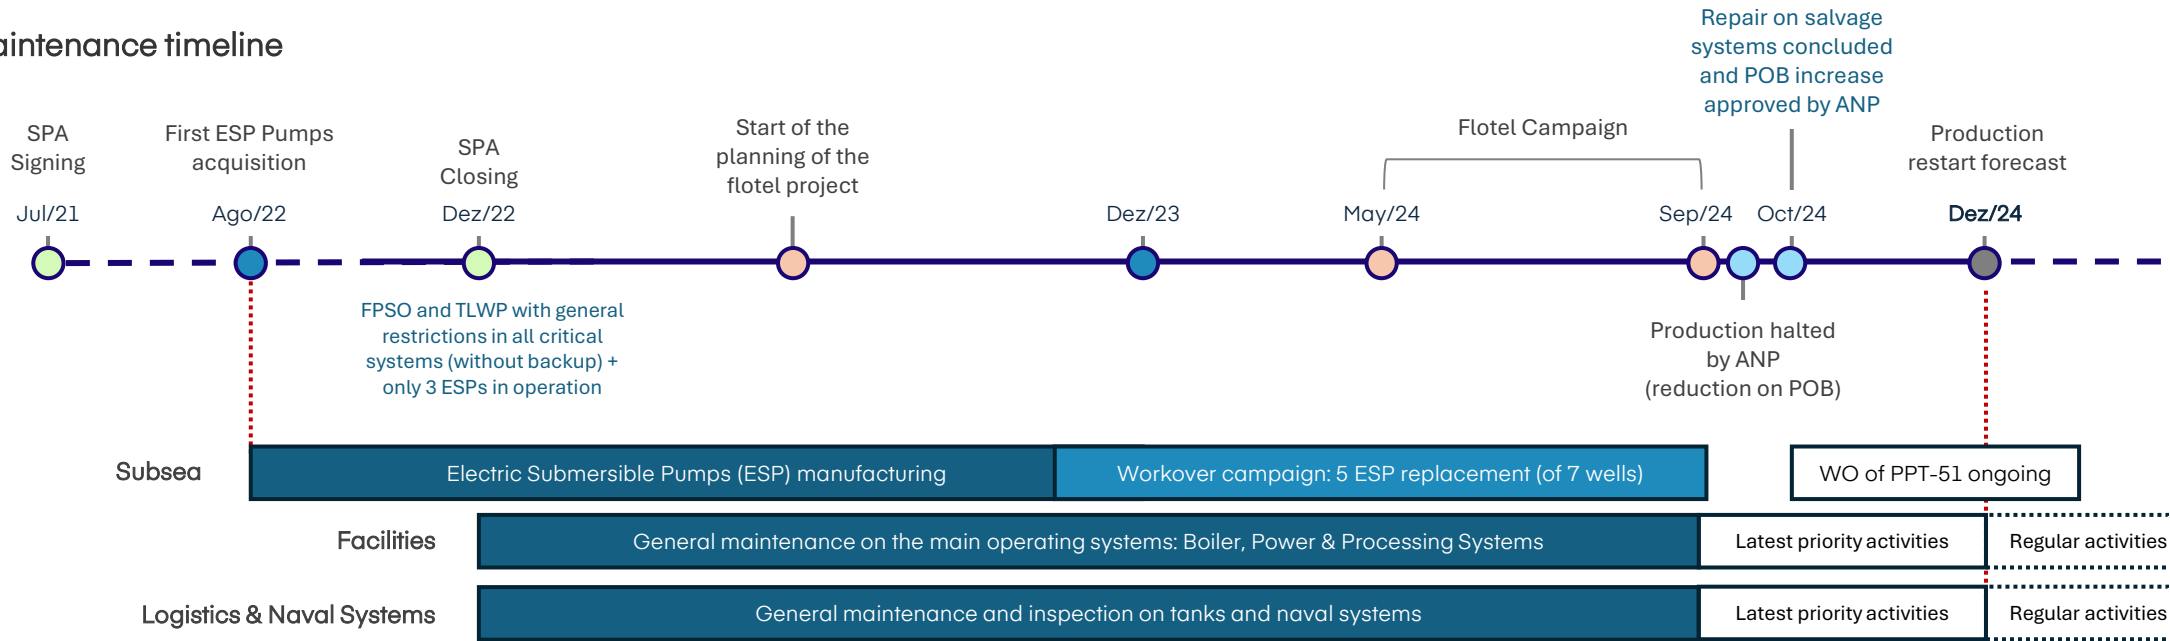 aintenance timeline
Repair on salvage
systems concluded
and POB increase
approved by ANP
SPA
Signing
First ESP Pumps
acquisition
SPA
Closing
Start of the
planning of the
flotel project
Flotel Campaign
Production
restart forecast
Jul/21
Ago/22
Dez/22
Dez/23
May/24
Sep/24
Oct/24
Dez/24
FPSO and TLWP with general
restrictions in all critical
systems (without backup) +
only 3 ESPs in operation
Production halted
by ANP
(reduction on POB)
Subsea
Electric Submersible Pumps (ESP) manufacturing
Workover campaign: 5 ESP replacement (of 7 wells)
WO of PPT-51 ongoing
Facilities
General maintenance on the main operating systems: Boiler, Power & Processing Systems
Latest priority activities
Regular activities
Logistics & Naval Systems
General maintenance and inspection on tanks and naval systems
Latest priority activities
Regular activities